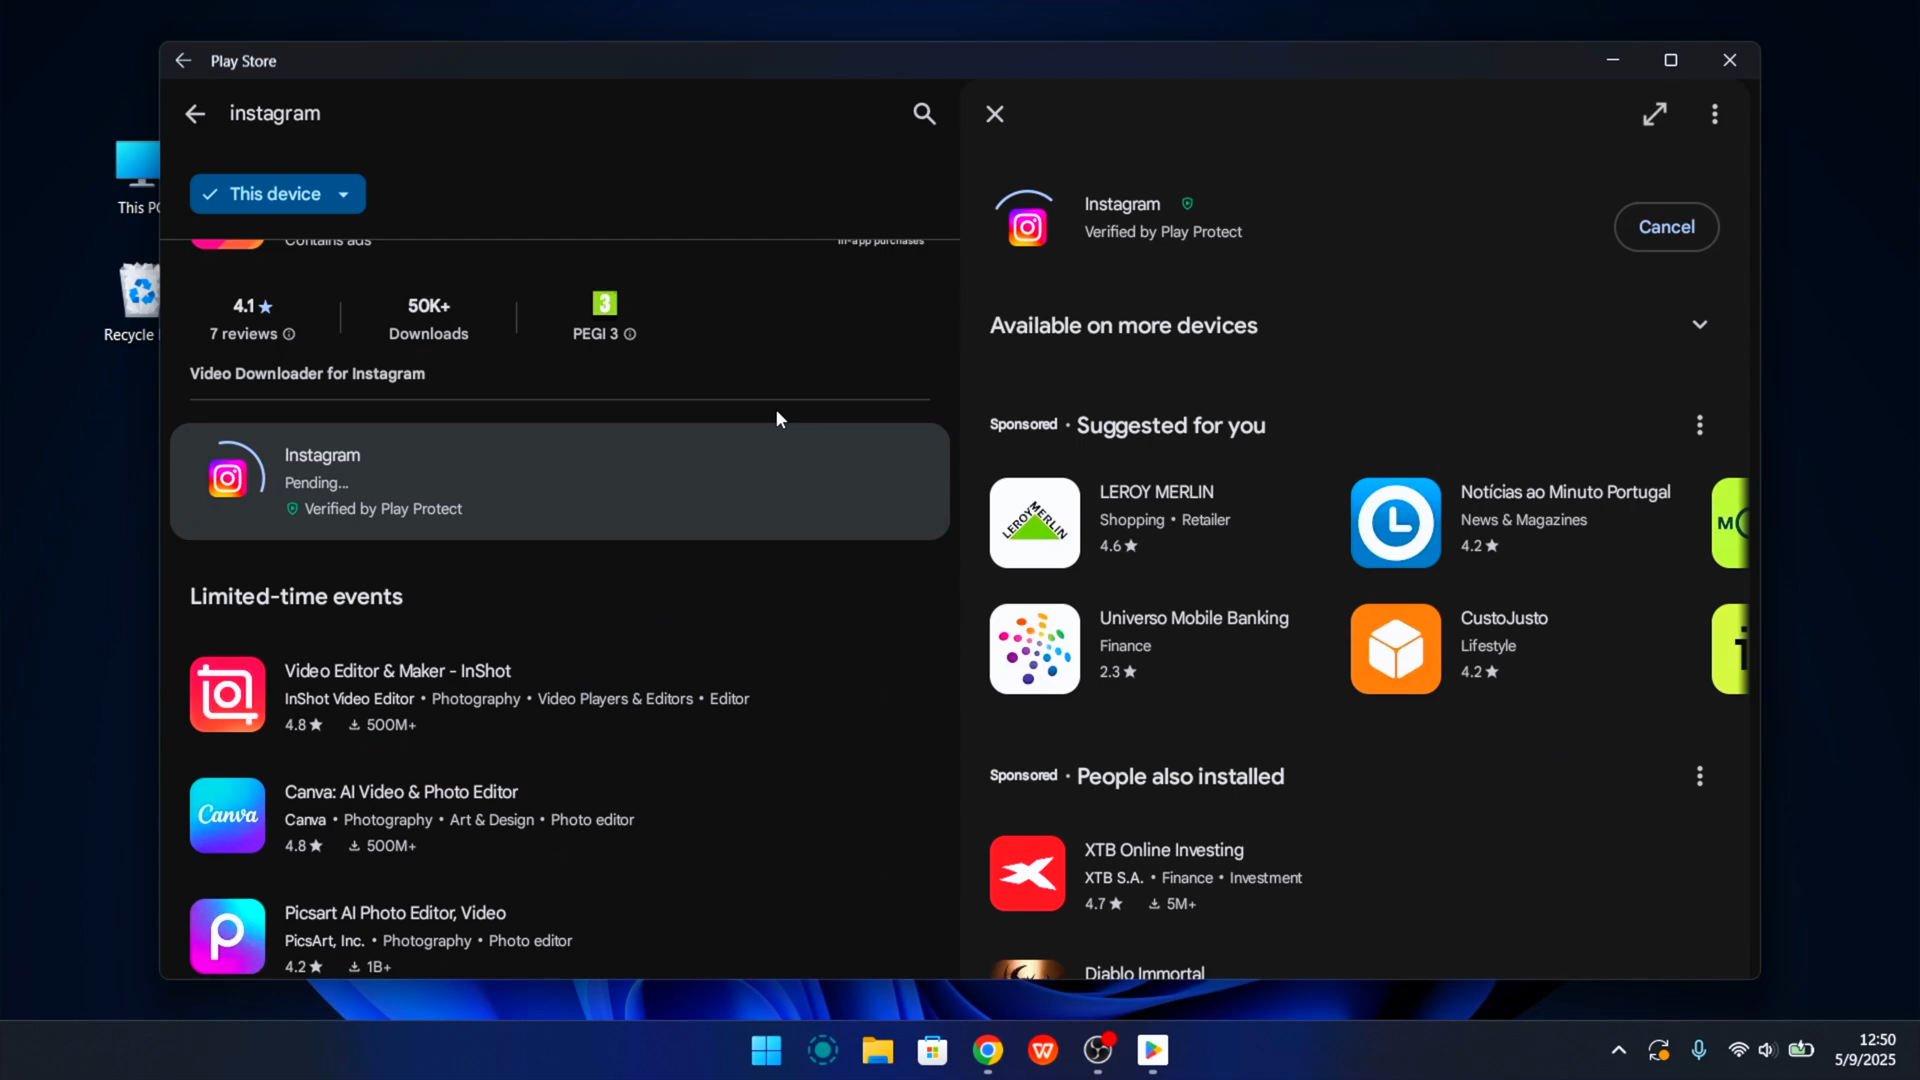 Play Store
instagram
This device
Contains ads
In-app purchases
4.1★
7 reviews
50K+
Downloads
3
PEGI 3
Video Downloader for Instagram
Instagram
Pending...
Verified by Play Protect
Limited-time events
Video Editor & Maker - InShot
InShot Video Editor • Photography • Video Players & Editors • Editor
4.8★ 500M+
Canva
Canva: AI Video & Photo Editor
Canva • Photography • Art & Design • Photo editor
4.8★ 500M+
Picsart AI Photo Editor, Video
PicsArt, Inc. • Photography • Photo editor
4.2★ 1B+
Instagram
Verified by Play Protect
Cancel
Available on more devices
Sponsored · Suggested for you
LEROY MERLIN
LEROY MERLIN
Shopping • Retailer
4.6★
Notícias ao Minuto Portugal
News & Magazines
4.2★
Universo Mobile Banking
Finance
2.3★
CustoJusto
Lifestyle
4.2★
Sponsored · People also installed
XTB Online Investing
XTB S.A. • Finance • Investment
4.7★ 5M+
Diablo Immortal
This PC
Recycle
12:50
5/9/2025